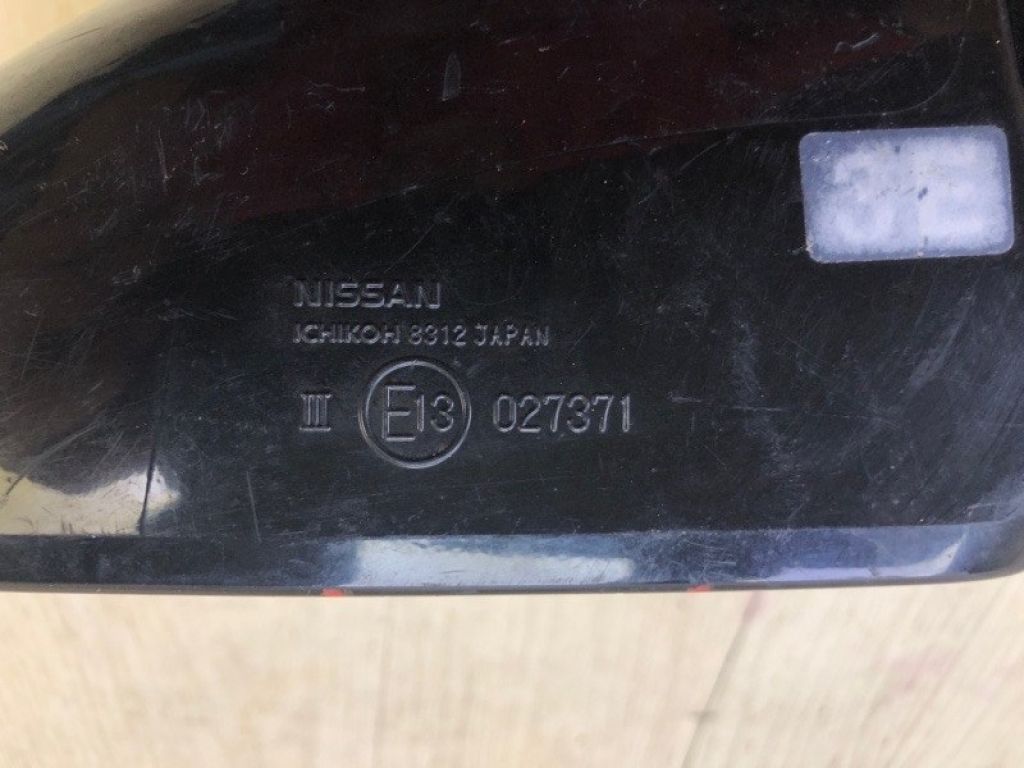 NISSAN
ICHIKOH 8312 JAPAN
III E13 027371